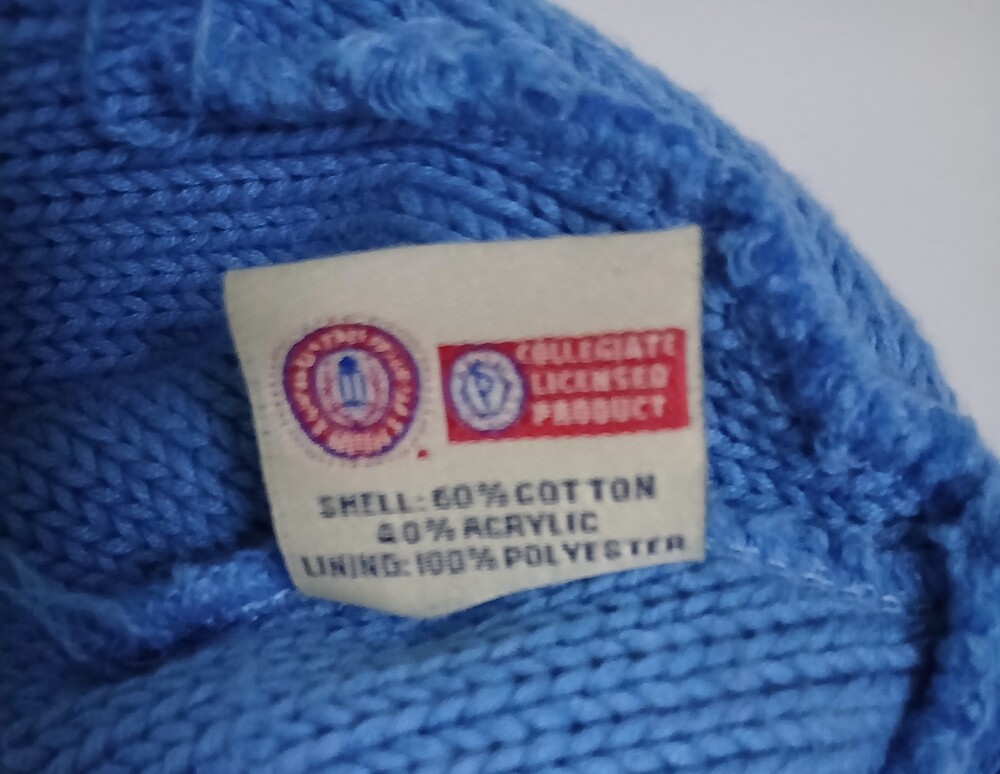 COLLEGIATE
LICENSED
PRODUCT
SHELL: 60% COTTON
40% ACRYLIC
LINING: 100% POLYESTER